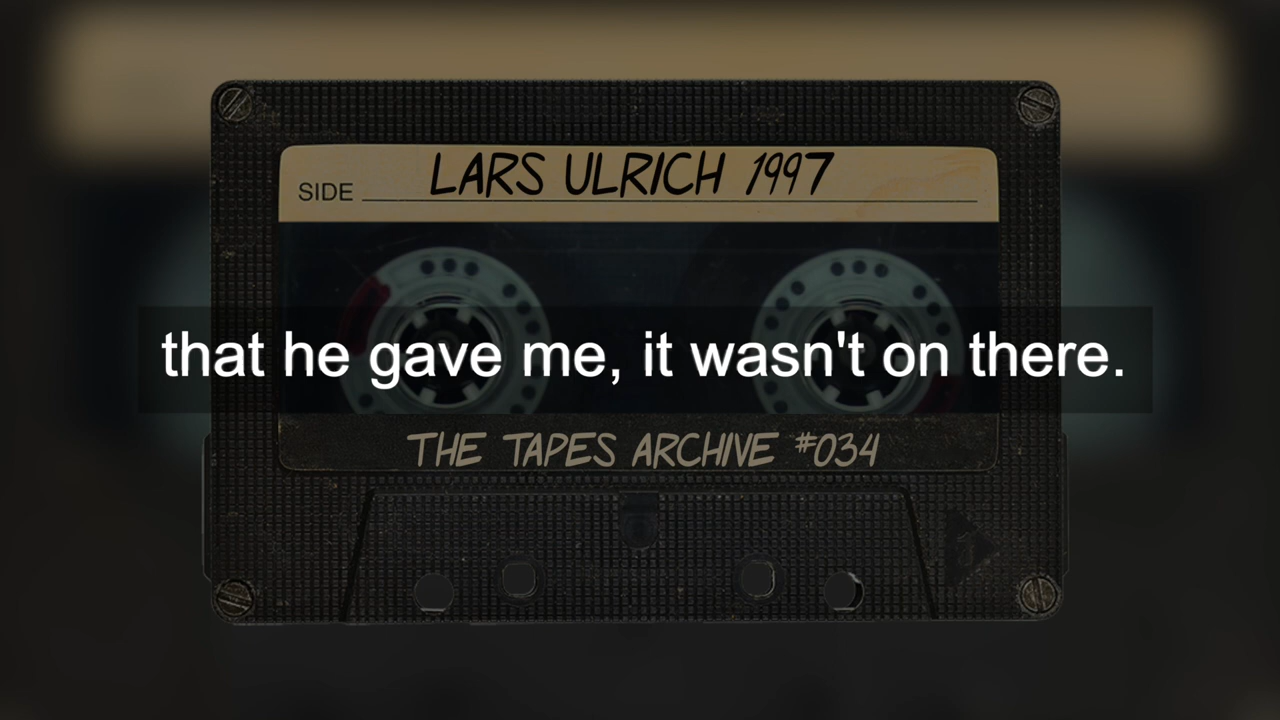 LARS ULRICH 1997
SIDE
that he gave me, it wasn't on there.
THE TAPES ARCHIVE #034